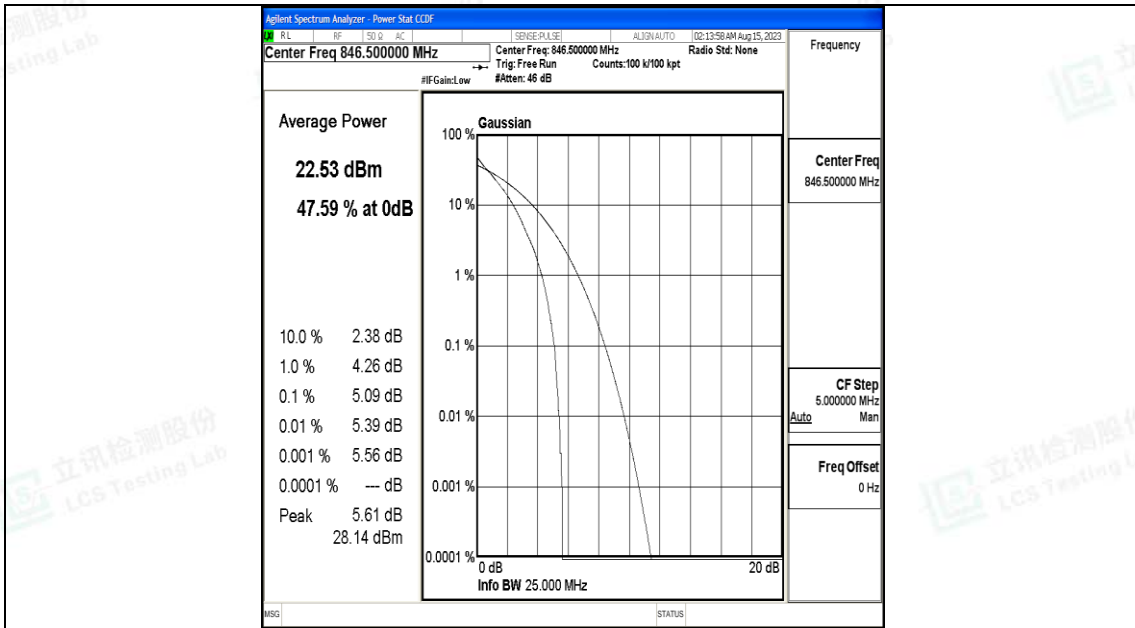 Agilent Spectrum Analyzer - Power Stat CCDF
RL RF 50 Ω AC SENSE:PULSE ALIGNAUTO 02:13:58 AM Aug 15, 2023
Center Freq 846.500000 MHz
Center Freq: 846.500000 MHz Radio Std: None
Trig: Free Run Counts:100 k/100 kpt
#IFGain:Low #Atten: 46 dB
Frequency
Average Power
22.53 dBm
47.59 % at 0dB
10.0 % 2.38 dB
1.0 % 4.26 dB
0.1 % 5.09 dB
0.01 % 5.39 dB
0.001 % 5.56 dB
0.0001 % --- dB
Peak 5.61 dB
28.14 dBm
Gaussian
100 %
10 %
1 %
0.1 %
0.01 %
0.001 %
0.0001 %
0 dB 20 dB
Info BW 25.000 MHz
Center Freq
846.500000 MHz
CF Step
5.000000 MHz
Auto Man
Freq Offset
0 Hz
MSG STATUS
立讯检测股份
LCS Testing Lab
立讯检测股份